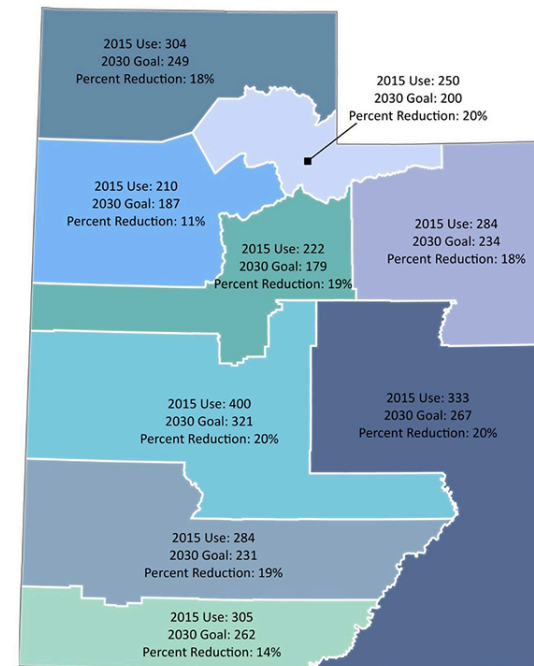 2015 Use: 304
2030 Goal: 249
Percent Reduction: 18%
2015 Use: 250
2030 Goal: 200
Percent Reduction: 20%
2015 Use: 210
2030 Goal: 187
Percent Reduction: 11%
2015 Use: 222
2030 Goal: 179
Percent Reduction: 19%
2015 Use: 284
2030 Goal: 234
Percent Reduction: 18%
2015 Use: 400
2030 Goal: 321
Percent Reduction: 20%
2015 Use: 333
2030 Goal: 267
Percent Reduction: 20%
2015 Use: 284
2030 Goal: 231
Percent Reduction: 19%
2015 Use: 305
2030 Goal: 262
Percent Reduction: 14%